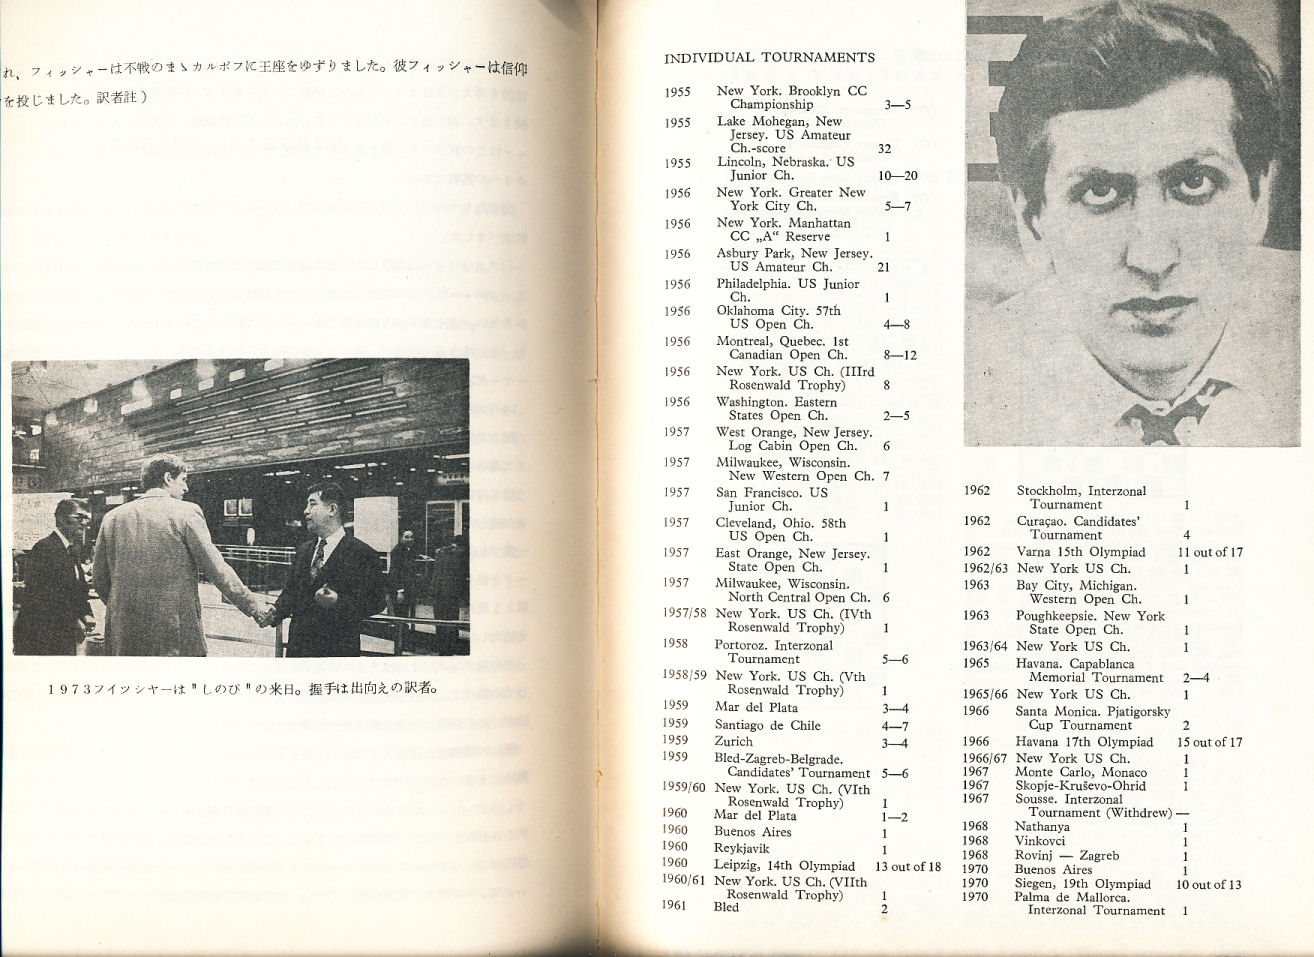 れ、フィッシャーは不戦のまゝカルポフに王座をゆずりました。彼フィッシャーは信仰
を投じました。訳者註)
1973フイツシヤーは"しのび"の来日。握手は出向えの訳者。
INDIVIDUAL TOURNAMENTS
1955 New York. Brooklyn CC
Championship 3—5
1955 Lake Mohegan, New
Jersey. US Amateur
Ch.-score 32
1955 Lincoln, Nebraska. US
Junior Ch. 10—20
1956 New York. Greater New
York City Ch. 5—7
1956 New York. Manhattan
CC „A“ Reserve 1
1956 Asbury Park, New Jersey.
US Amateur Ch. 21
1956 Philadelphia. US Junior
Ch. 1
1956 Oklahoma City. 57th
US Open Ch. 4—8
1956 Montreal, Quebec. 1st
Canadian Open Ch. 8—12
1956 New York. US Ch. (IIIrd
Rosenwald Trophy) 8
1956 Washington. Eastern
States Open Ch. 2—5
1957 West Orange, New Jersey.
Log Cabin Open Ch. 6
1957 Milwaukee, Wisconsin.
New Western Open Ch. 7
1957 San Francisco. US
Junior Ch. 1
1957 Cleveland, Ohio. 58th
US Open Ch. 1
1957 East Orange, New Jersey.
State Open Ch. 1
1957 Milwaukee, Wisconsin.
North Central Open Ch. 6
1957/58 New York. US Ch. (IVth
Rosenwald Trophy) 1
1958 Portoroz. Interzonal
Tournament 5—6
1958/59 New York. US Ch. (Vth
Rosenwald Trophy) 1
1959 Mar del Plata 3—4
1959 Santiago de Chile 4—7
1959 Zurich 3—4
1959 Bled-Zagreb-Belgrade.
Candidates' Tournament 5—6
1959/60 New York. US Ch. (VIth
Rosenwald Trophy) 1
1960 Mar del Plata 1—2
1960 Buenos Aires 1
1960 Reykjavik 1
1960 Leipzig, 14th Olympiad 13 out of 18
1960/61 New York. US Ch. (VIIth
Rosenwald Trophy) 1
1961 Bled 2
1962 Stockholm, Interzonal
Tournament 1
1962 Curaçao. Candidates'
Tournament 4
1962 Varna 15th Olympiad 11 out of 17
1962/63 New York US Ch. 1
1963 Bay City, Michigan.
Western Open Ch. 1
1963 Poughkeepsie. New York
State Open Ch. 1
1963/64 New York US Ch. 1
1965 Havana. Capablanca
Memorial Tournament 2—4
1965/66 New York US Ch. 1
1966 Santa Monica. Pjatigorsky
Cup Tournament 2
1966 Havana 17th Olympiad 15 out of 17
1966/67 New York US Ch. 1
1967 Monte Carlo, Monaco 1
1967 Skopje-Kruševo-Ohrid 1
1967 Sousse. Interzonal
Tournament (Withdrew) —
1968 Nathanya 1
1968 Vinkovci 1
1968 Rovinj — Zagreb 1
1970 Buenos Aires 1
1970 Siegen, 19th Olympiad 10 out of 13
1970 Palma de Mallorca.
Interzonal Tournament 1